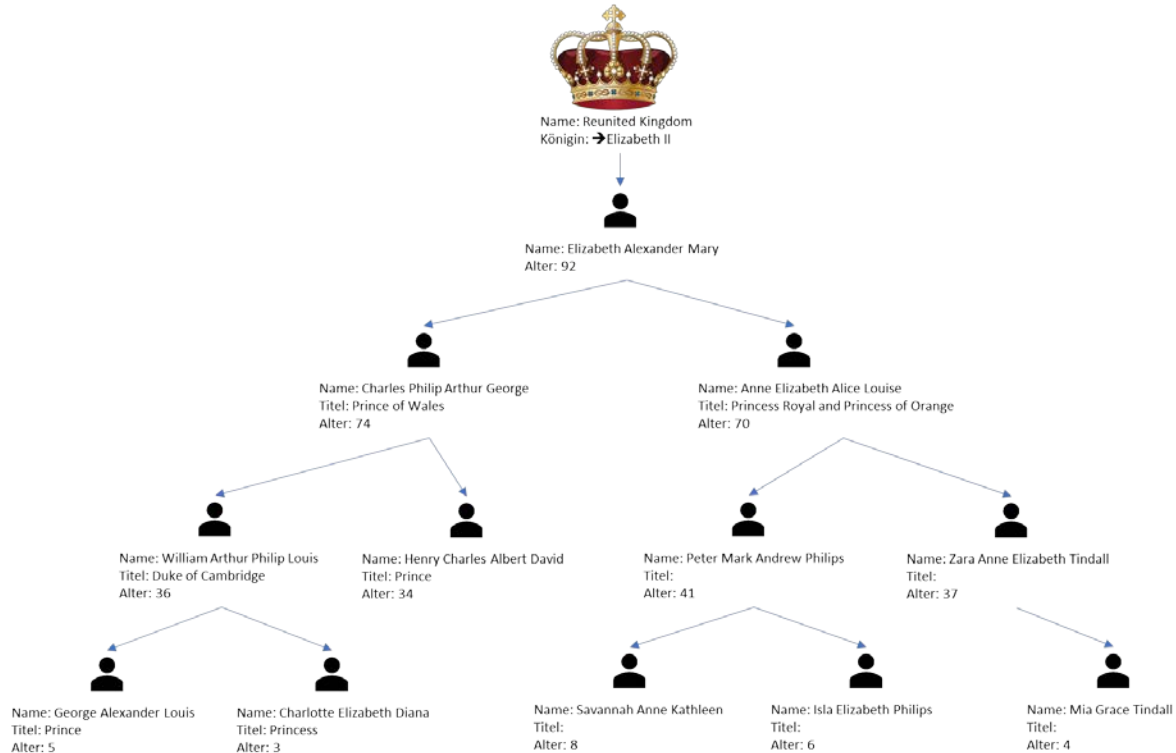 Name: Reunited Kingdom
Königin: ➔Elizabeth II
Name: Elizabeth Alexander Mary
Alter: 92
Name: Charles Philip Arthur George
Titel: Prince of Wales
Alter: 74
Name: Anne Elizabeth Alice Louise
Titel: Princess Royal and Princess of Orange
Alter: 70
Name: William Arthur Philip Louis
Titel: Duke of Cambridge
Alter: 36
Name: Henry Charles Albert David
Titel: Prince
Alter: 34
Name: Peter Mark Andrew Philips
Titel:
Alter: 41
Name: Zara Anne Elizabeth Tindall
Titel:
Alter: 37
Name: George Alexander Louis
Titel: Prince
Alter: 5
Name: Charlotte Elizabeth Diana
Titel: Princess
Alter: 3
Name: Savannah Anne Kathleen
Titel:
Alter: 8
Name: Isla Elizabeth Philips
Titel:
Alter: 6
Name: Mia Grace Tindall
Titel:
Alter: 4